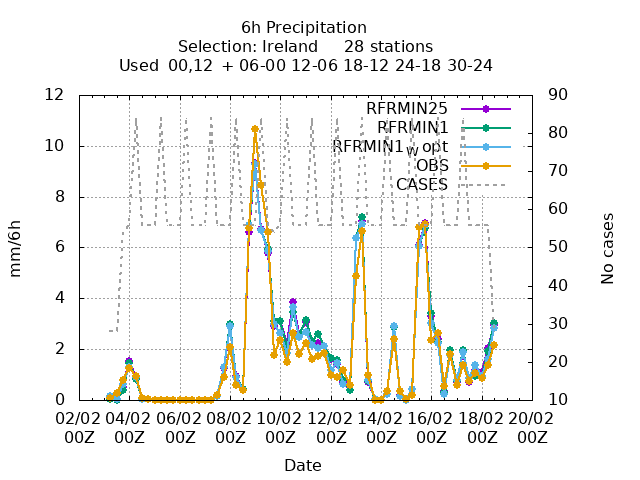 6h Precipitation
Selection: Ireland 28 stations
Used 00,12 + 06-00 12-06 18-12 24-18 30-24
12 90
RFRMIN25
10 80
RFRMIN1
RFRMIN1_W opt
OBS
8 70
CASES
60
6 50
mm/6h
No cases
4 40
30
2 20
0 10
02/02 04/02 06/02 08/02 10/02 12/02 14/02 16/02 18/02 20/02
00Z 00Z 00Z 00Z 00Z 00Z 00Z 00Z 00Z 00Z
Date